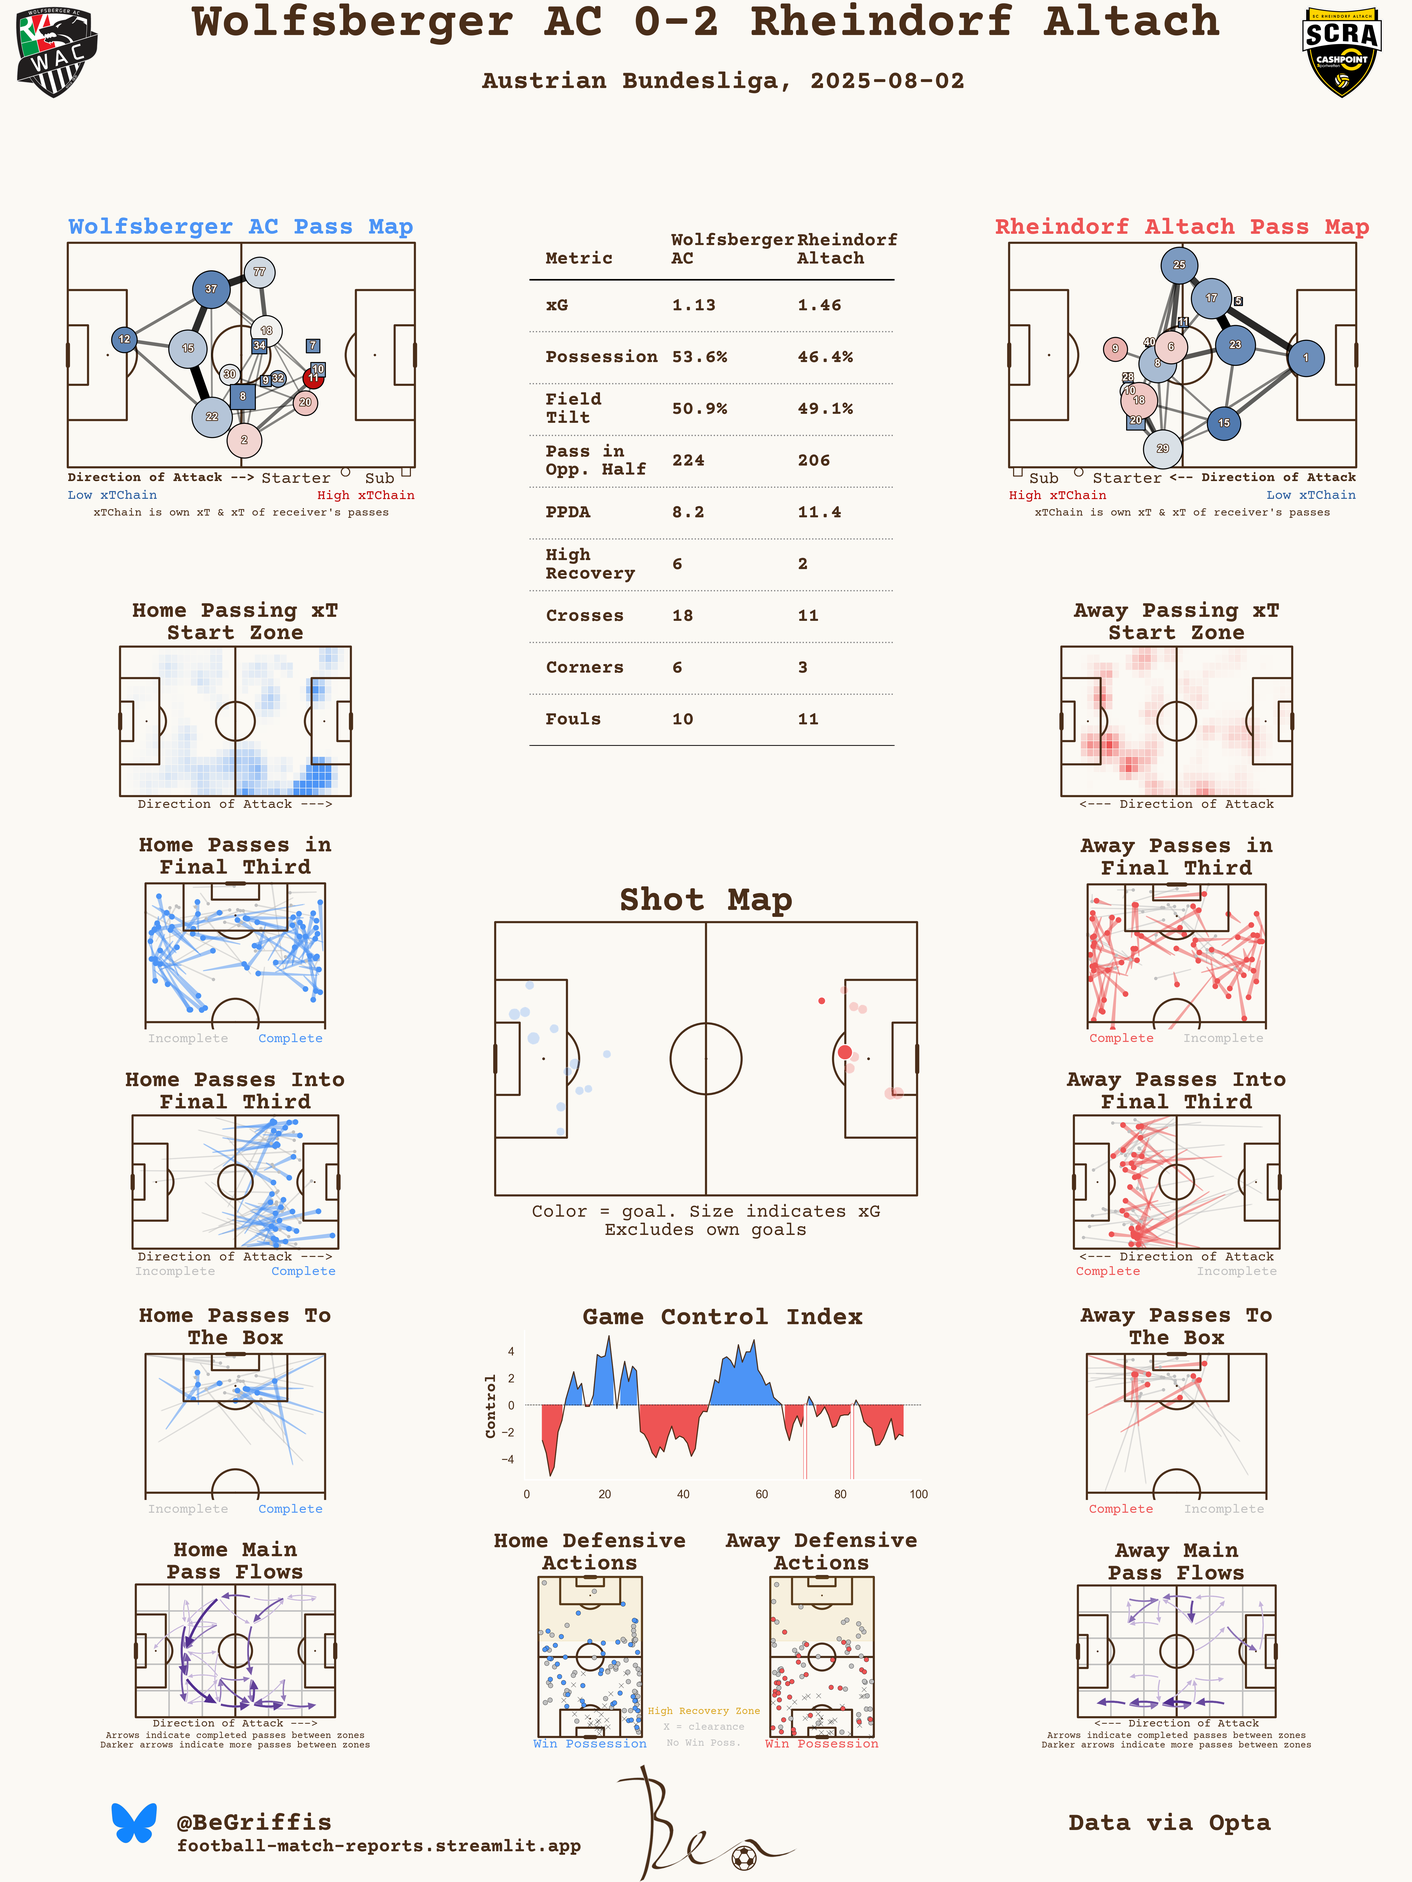 Wolfsberger AC 0-2 Rheindorf Altach
Austrian Bundesliga, 2025-08-02
WOLFSBERGER AC
WAC
SC RHEINDORF ALTACH
SCRA
CASHPOINT
Wolfsberger AC Pass Map
77
37
18
12
15
34
7
30
9
32
10
11
8
20
22
2
Direction of Attack --> Starter Sub
Low xTChain High xTChain
xTChain is own xT & xT of receiver's passes
Metric Wolfsberger AC Rheindorf Altach
xG 1.13 1.46
Possession 53.6% 46.4%
Field Tilt 50.9% 49.1%
Pass in Opp. Half 224 206
PPDA 8.2 11.4
High Recovery 6 2
Crosses 18 11
Corners 6 3
Fouls 10 11
Rheindorf Altach Pass Map
25
17
5
11
9
40
6
23
1
8
28
10
18
20
15
29
Sub Starter <-- Direction of Attack
High xTChain Low xTChain
xTChain is own xT & xT of receiver's passes
Home Passing xT
Start Zone
Direction of Attack --->
Away Passing xT
Start Zone
<--- Direction of Attack
Home Passes in
Final Third
Incomplete Complete
Away Passes in
Final Third
Complete Incomplete
Shot Map
Color = goal. Size indicates xG
Excludes own goals
Home Passes Into
Final Third
Direction of Attack --->
Incomplete Complete
Away Passes Into
Final Third
<--- Direction of Attack
Complete Incomplete
Home Passes To
The Box
Incomplete Complete
Game Control Index
Control
4
2
0
−2
−4
0 20 40 60 80 100
Away Passes To
The Box
Complete Incomplete
Home Main
Pass Flows
Direction of Attack --->
Arrows indicate completed passes between zones
Darker arrows indicate more passes between zones
Home Defensive
Actions
Win Possession
Away Defensive
Actions
Win Possession
High Recovery Zone
X = clearance
No Win Poss.
Away Main
Pass Flows
<--- Direction of Attack
Arrows indicate completed passes between zones
Darker arrows indicate more passes between zones
@BeGriffis
football-match-reports.streamlit.app
Ben
Data via Opta